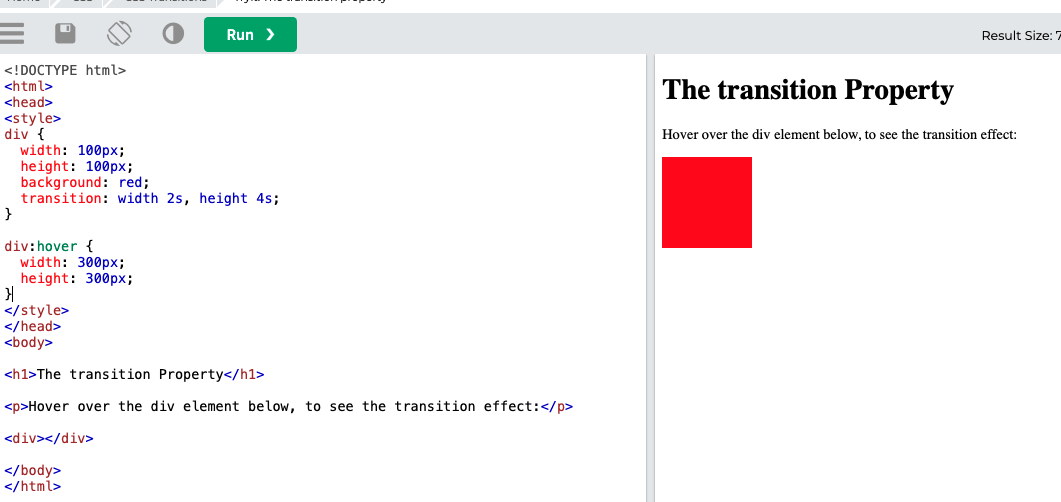 Run ❯
Result Size: 7
<!DOCTYPE html>
<html>
<head>
<style>
div {
  width: 100px;
  height: 100px;
  background: red;
  transition: width 2s, height 4s;
}

div:hover {
  width: 300px;
  height: 300px;
}
</style>
</head>
<body>

<h1>The transition Property</h1>

<p>Hover over the div element below, to see the transition effect:</p>

<div></div>

</body>
</html>
The transition Property
Hover over the div element below, to see the transition effect: